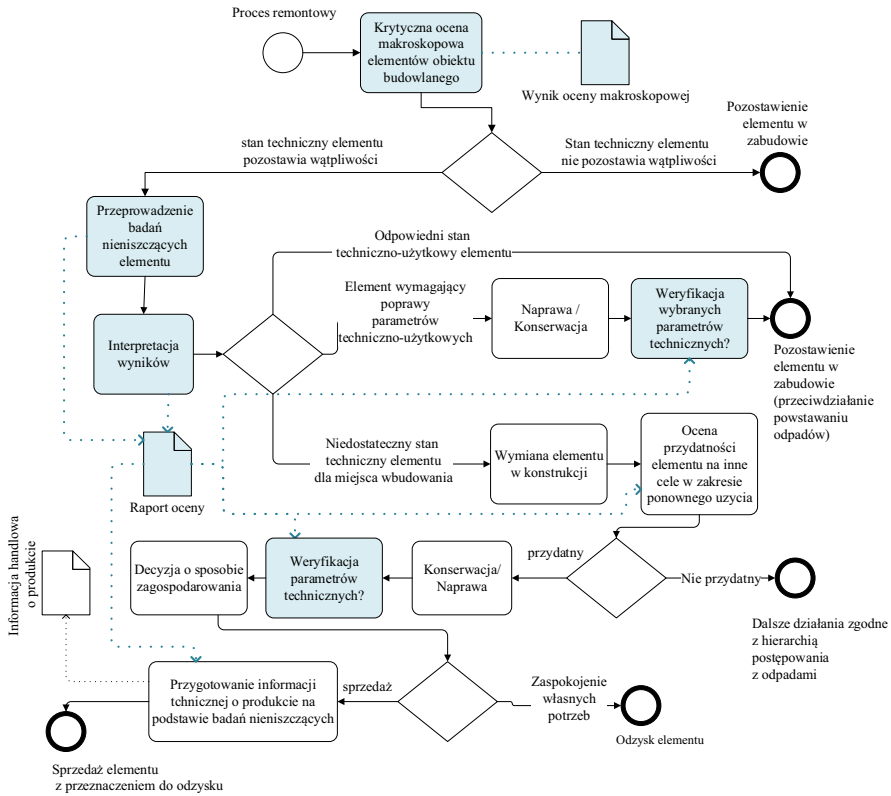 Proces remontowy
Krytyczna ocena
makroskopowa
elementów obiektu
budowlanego
Wynik oceny makroskopowej
Pozostawienie
elementu w
zabudowie
stan techniczny elementu
pozostawia wątpliwości
Stan techniczny elementu
nie pozostawia wątpliwości
Przeprowadzenie
badań
nieniszczących
elementu
Odpowiedni stan
techniczno-użytkowy elementu
Element wymagający
poprawy
parametrów
techniczno-użytkowych
Naprawa /
Konserwacja
Weryfikacja
wybranych
parametrów
technicznych?
Interpretacja
wyników
Pozostawienie
elementu w
zabudowie
(przeciwdziałanie
powstawaniu
odpadów)
Niedostateczny stan
techniczny elementu
dla miejsca wbudowania
Wymiana elementu
w konstrukcji
Ocena
przydatności
elementu na inne
cele w zakresie
ponownego uzycia
Raport oceny
Informacja handlowa
o produkcie
Decyzja o sposobie
zagospodarowania
Weryfikacja
parametrów
technicznych?
Konserwacja/
Naprawa
przydatny
Nie przydatny
Dalsze działania zgodne
z hierarchią
postępowania
z odpadami
Przygotowanie informacji
tchnicznej o produkcie na
podstawie badań nieniszczących
sprzedaż
Zaspokojenie
własnych
potrzeb
Odzysk elementu
Sprzedaż elementu
z przeznaczeniem do odzysku